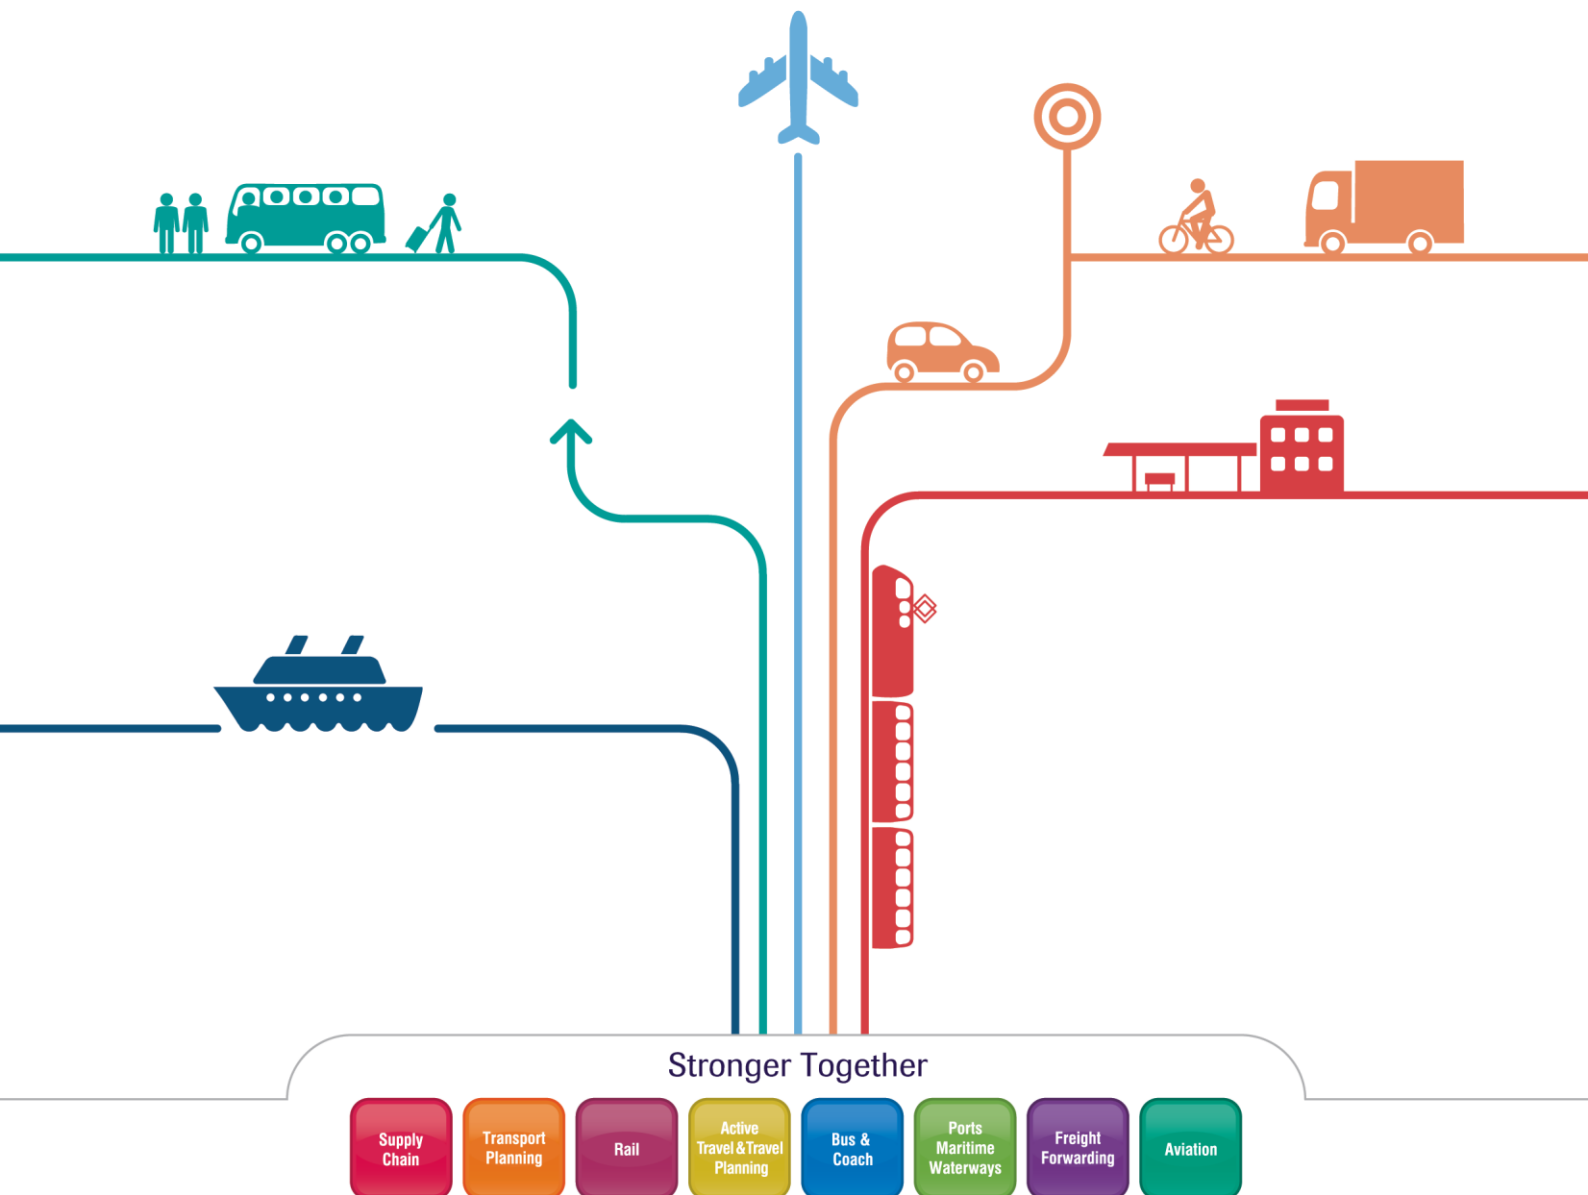 Stronger Together
Supply
Chain
Transport
Planning
Rail
Active
Travel & Travel
Planning
Bus &
Coach
Ports
Maritime
Waterways
Freight
Forwarding
Aviation